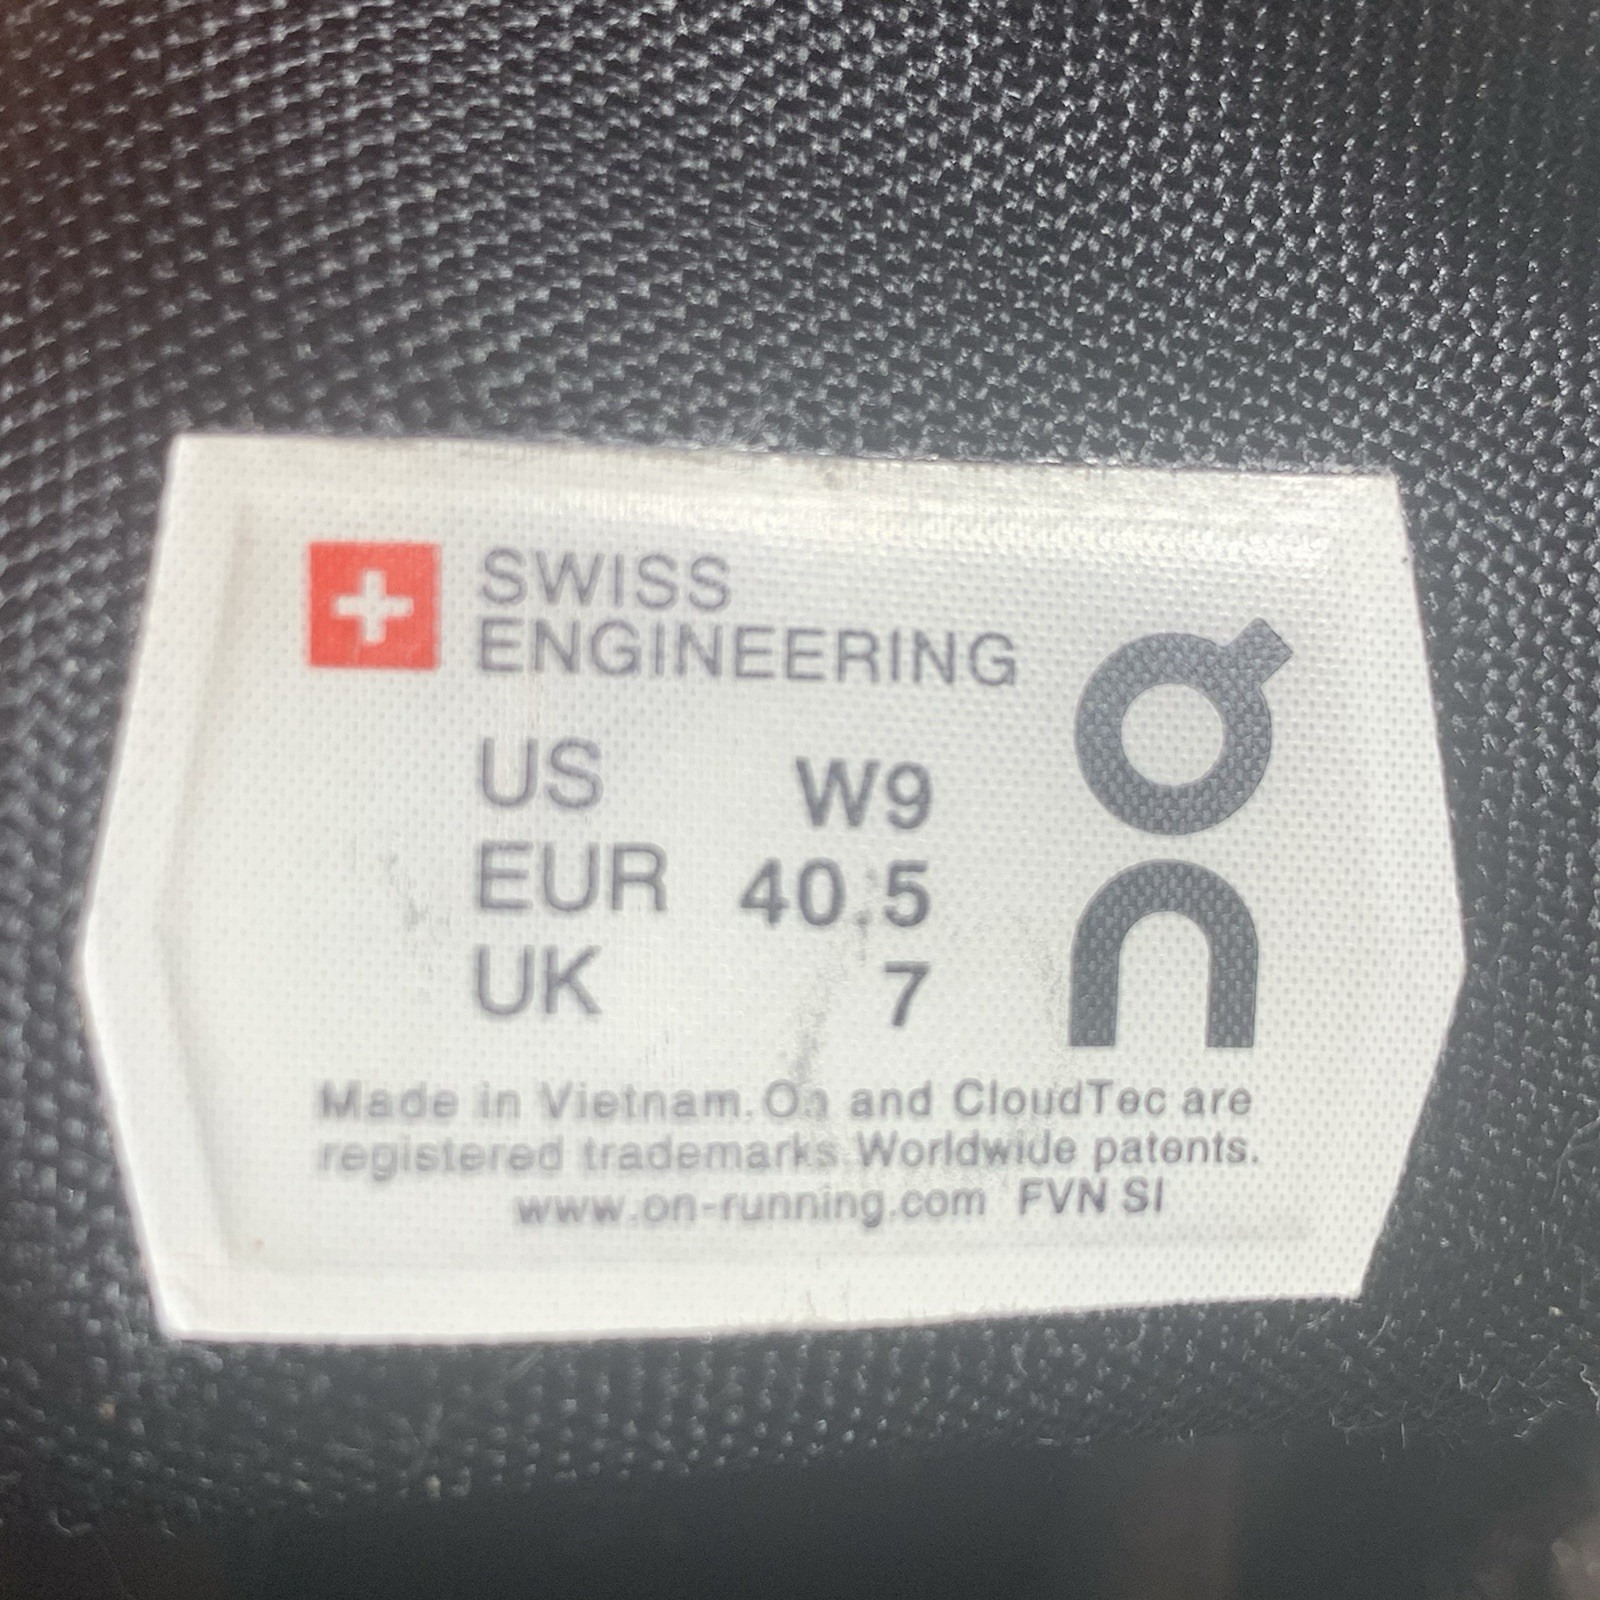 SWISS
ENGINEERING
US W9
EUR 40.5
UK 7
On
Made in Vietnam. On and CloudTec are
registered trademarks Worldwide patents.
www.on-running.com FVN SI